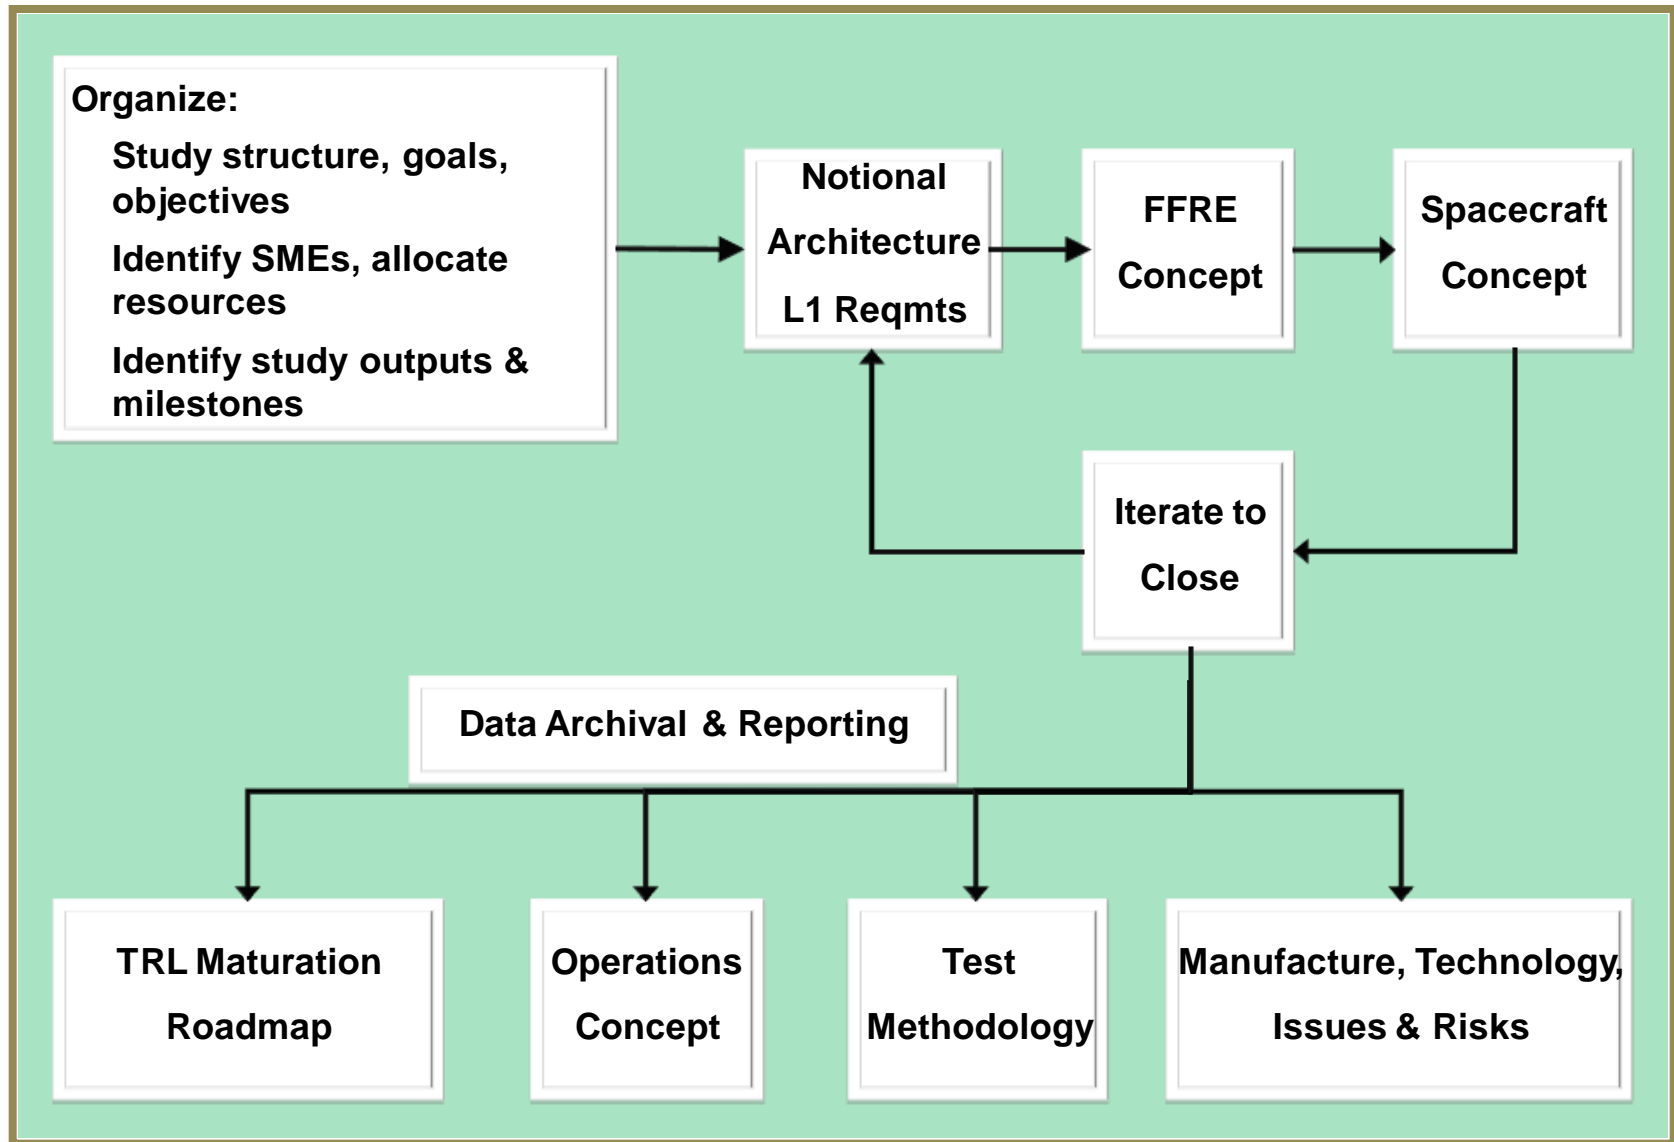 Organize:
Study structure, goals,
objectives
Identify SMEs, allocate
resources
Identify study outputs &
milestones
Notional
Architecture
L1 Reqmts
FFRE
Concept
Spacecraft
Concept
Iterate to
Close
Data Archival & Reporting
TRL Maturation
Roadmap
Operations
Concept
Test
Methodology
Manufacture, Technology,
Issues & Risks